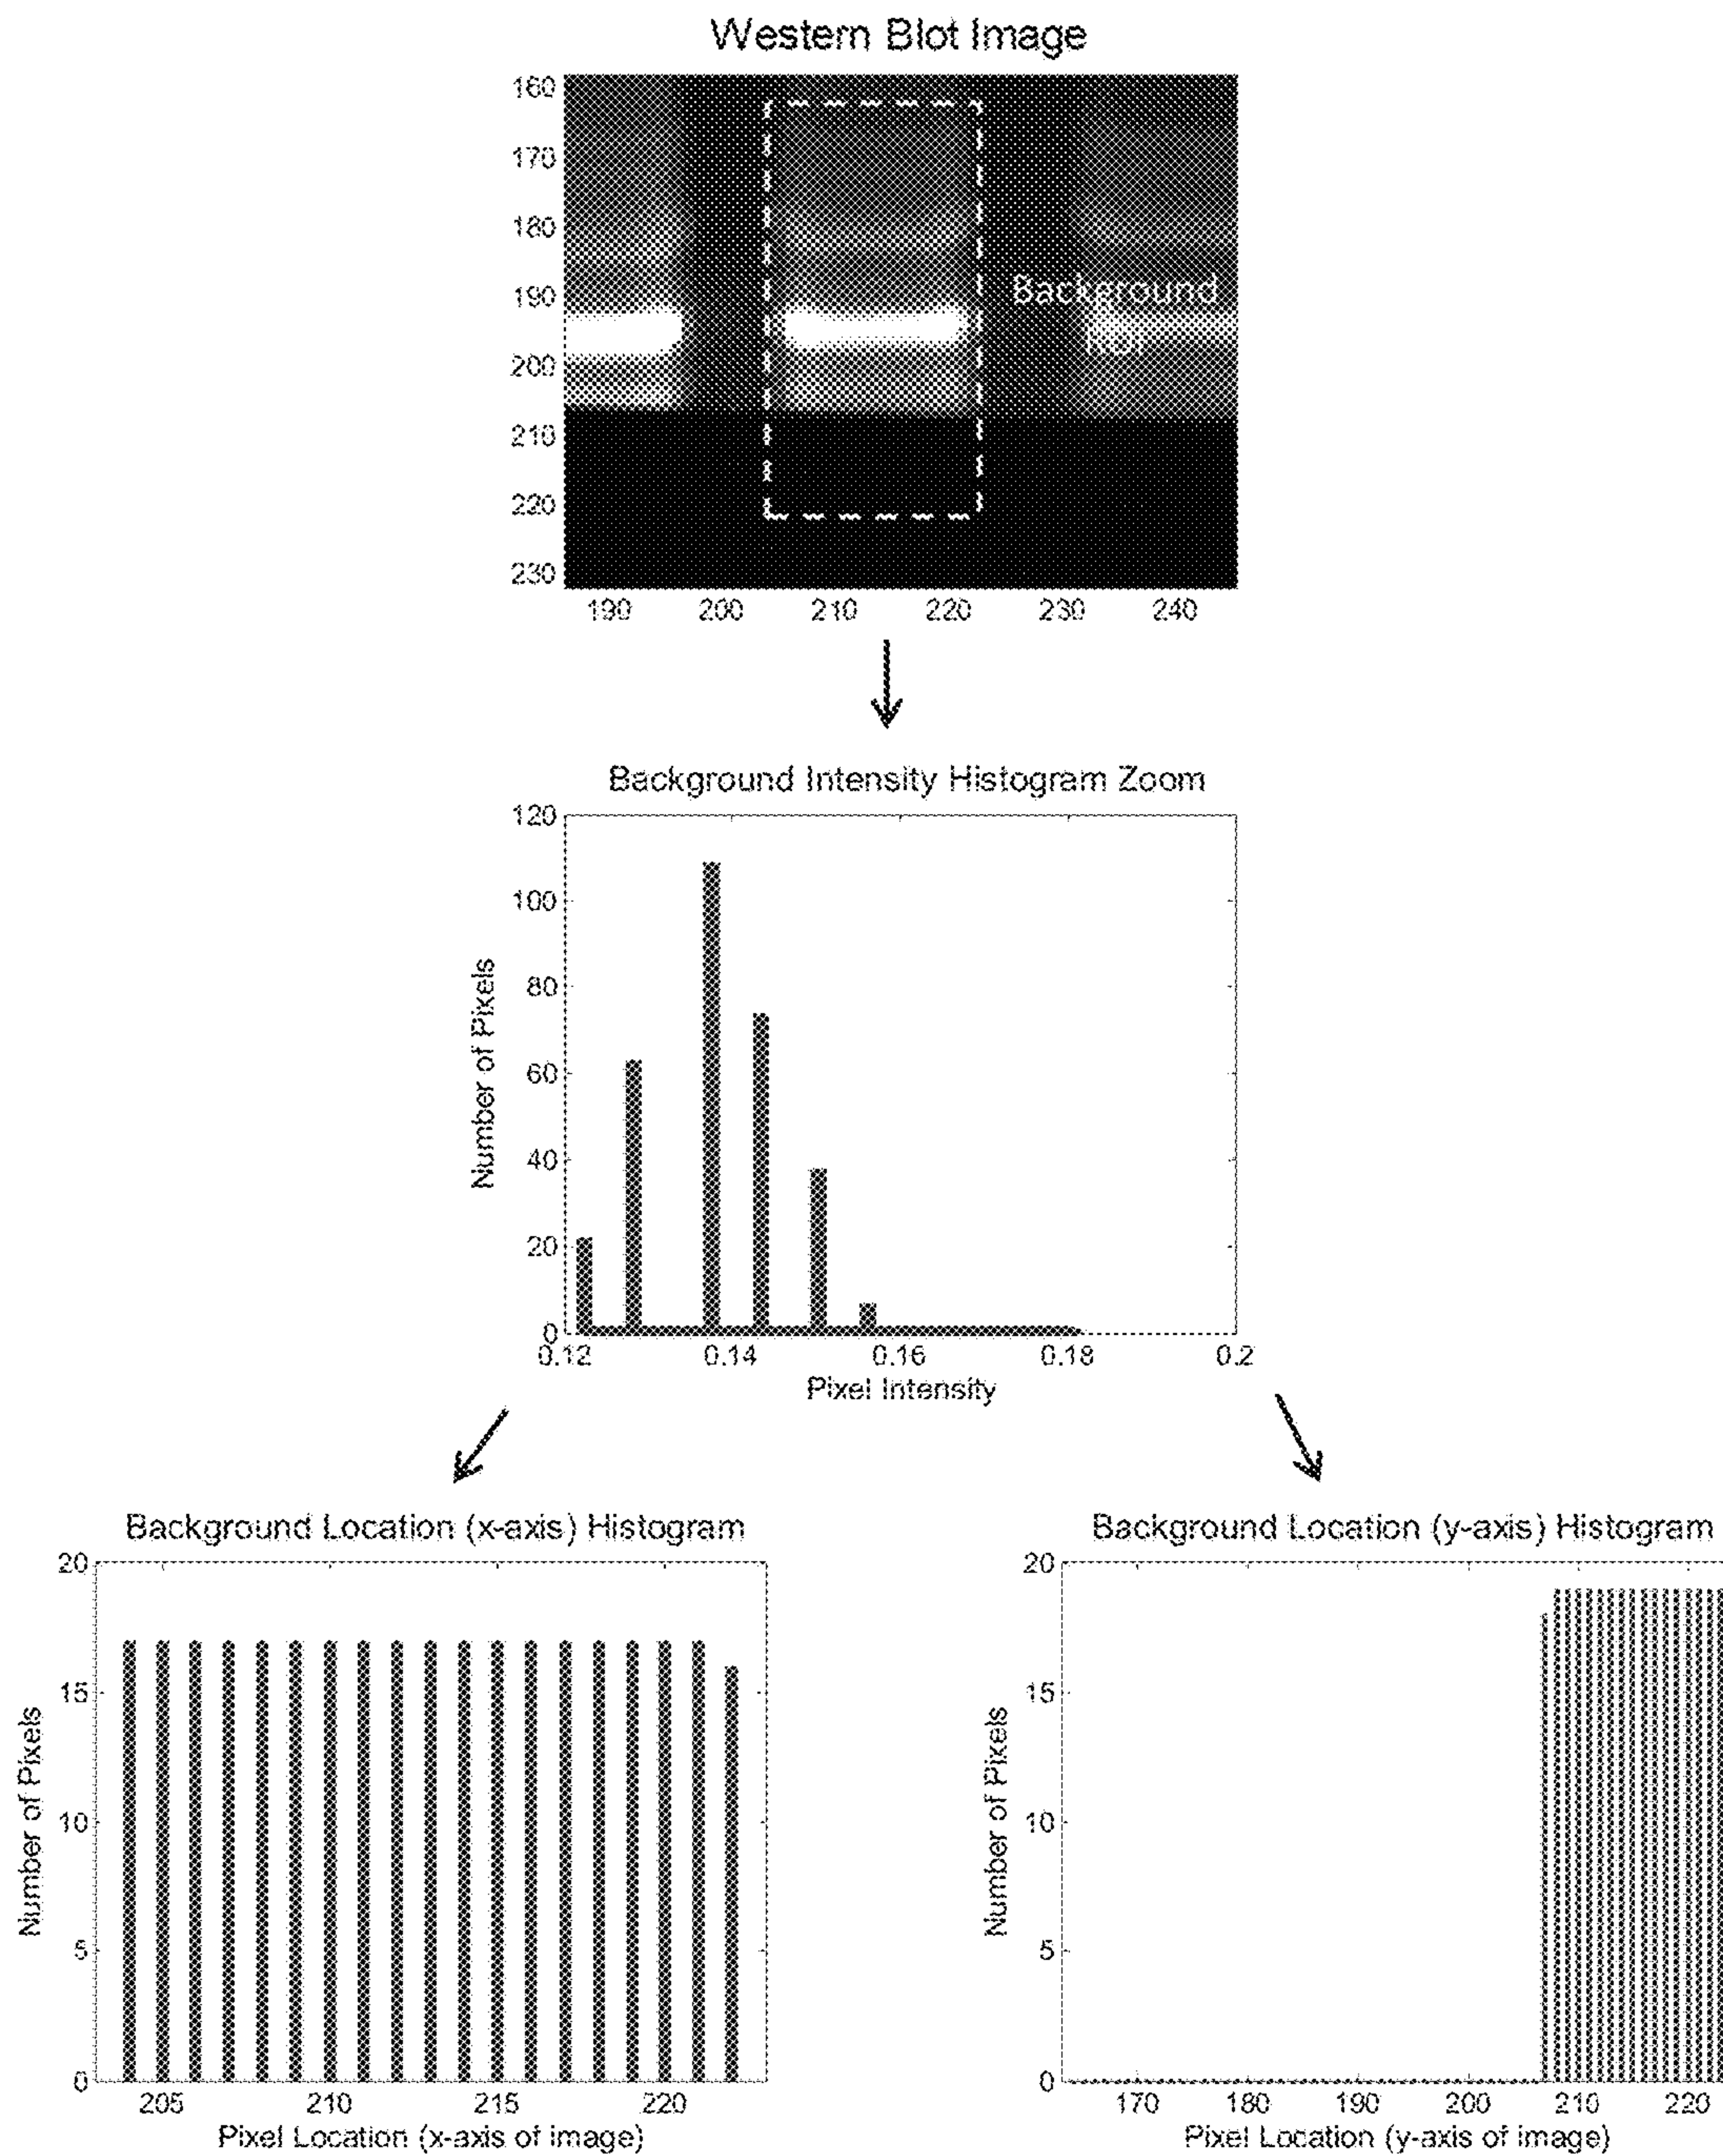 Western Blot Image
160
170
180
190
200
210
220
230
Background
ROI
190 200 210 220 230 240
Background Intensity Histogram Zoom
120
100
80
60
40
20
0
Number of Pixels
0.12 0.14 0.16 0.18 0.2
Pixel Intensity
Background Location (x-axis) Histogram
20
15
10
5
0
Number of Pixels
205 210 215 220
Pixel Location (x-axis of image)
Background Location (y-axis) Histogram
20
15
10
5
0
Number of Pixels
170 180 190 200 210 220
Pixel Location (y-axis of image)